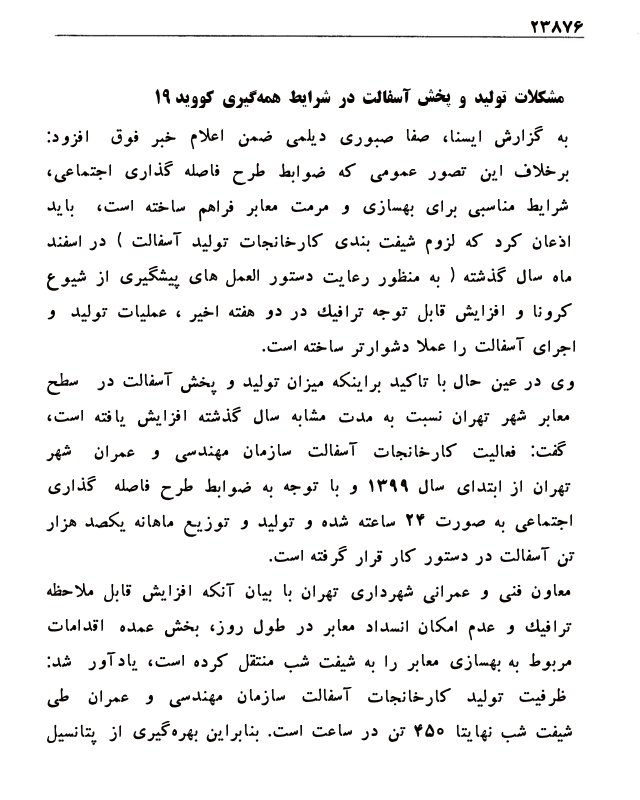 ۲۳۸۷۶
مشکلات تولید و پخش آسفالت در شرایط همه‌گیری کووید ۱۹
به گزارش ایسنا، صفا صبوری دیلمی ضمن اعلام خبر فوق افزود:
برخلاف این تصور عمومی که ضوابط طرح فاصله گذاری اجتماعی،
شرایط مناسبی برای بهسازی و مرمت معابر فراهم ساخته است، باید
اذعان کرد که لزوم شیفت بندی کارخانجات تولید آسفالت ) در اسفند
ماه سال گذشته ( به منظور رعایت دستور العمل های پیشگیری از شیوع
کرونا و افزایش قابل توجه ترافیك در دو هفته اخیر ، عملیات تولید و
اجرای آسفالت را عملا دشوارتر ساخته است.
وی در عین حال با تاکید براینکه میزان تولید و پخش آسفالت در سطح
معابر شهر تهران نسبت به مدت مشابه سال گذشته افزایش یافته است،
گفت: فعالیت کارخانجات آسفالت سازمان مهندسی و عمران شهر
تهران از ابتدای سال ۱۳۹۹ و با توجه به ضوابط طرح فاصله گذاری
اجتماعی به صورت ۲۴ ساعته شده و تولید و توزیع ماهانه یکصد هزار
تن آسفالت در دستور کار قرار گرفته است.
معاون فنی و عمرانی شهرداری تهران با بیان آنکه افزایش قابل ملاحظه
ترافیك و عدم امکان انسداد معابر در طول روز، بخش عمده اقدامات
مربوط به بهسازی معابر را به شیفت شب منتقل کرده است، یادآور شد:
ظرفیت تولید کارخانجات آسفالت سازمان مهندسی و عمران طی
شیفت شب نهایتا ۴۵۰ تن در ساعت است. بنابراین بهره‌گیری از پتانسیل